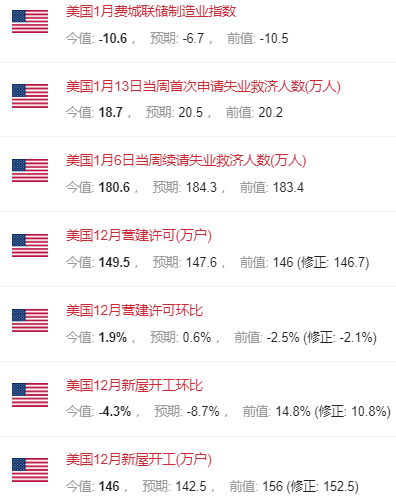 美国1月费城联储制造业指数
今值: -10.6， 预期: -6.7， 前值: -10.5
美国1月13日当周首次申请失业救济人数(万人)
今值: 18.7， 预期: 20.5， 前值: 20.2
美国1月6日当周续请失业救济人数(万人)
今值: 180.6， 预期: 184.3， 前值: 183.4
美国12月营建许可(万户)
今值: 149.5， 预期: 147.6， 前值: 146 (修正: 146.7)
美国12月营建许可环比
今值: 1.9%， 预期: 0.6%， 前值: -2.5% (修正: -2.1%)
美国12月新屋开工环比
今值: -4.3%， 预期: -8.7%， 前值: 14.8% (修正: 10.8%)
美国12月新屋开工(万户)
今值: 146， 预期: 142.5， 前值: 156 (修正: 152.5)